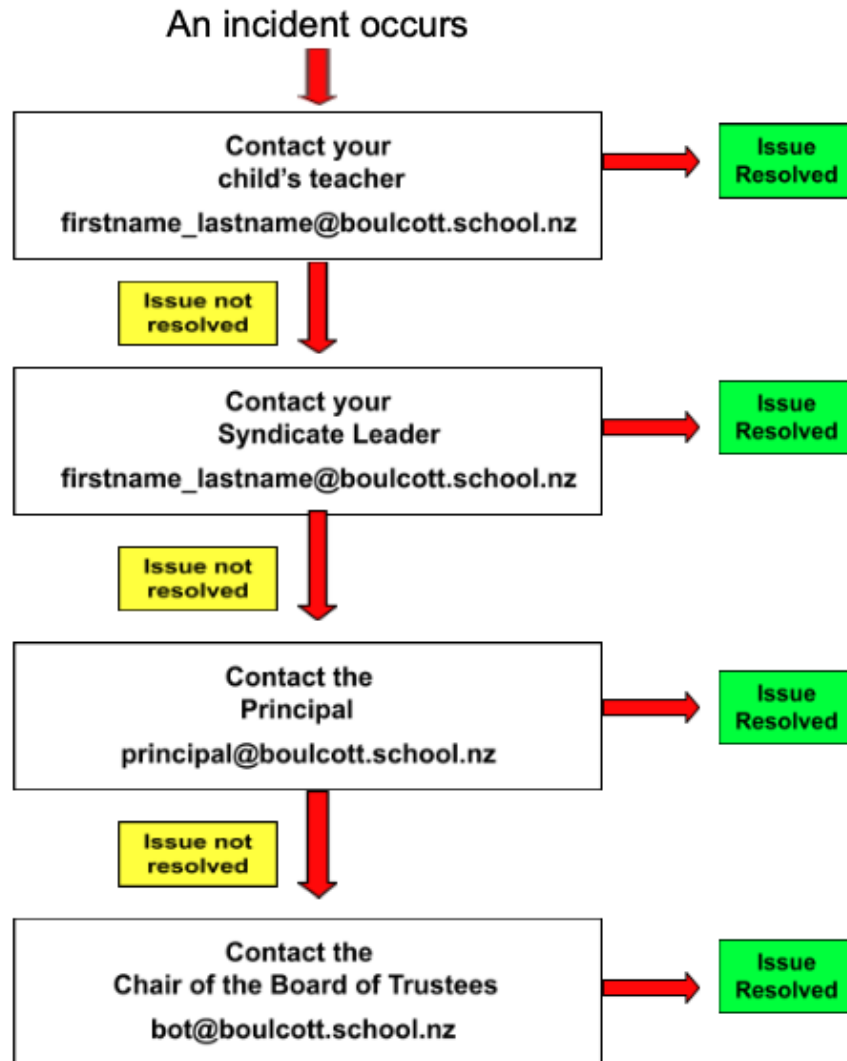 An incident occurs
Contact your
child's teacher
firstname_lastname@boulcott.school.nz
Issue
Resolved
Issue not
resolved
Contact your
Syndicate Leader
firstname_lastname@boulcott.school.nz
Issue
Resolved
Issue not
resolved
Contact the
Principal
principal@boulcott.school.nz
Issue
Resolved
Issue not
resolved
Contact the
Chair of the Board of Trustees
bot@boulcott.school.nz
Issue
Resolved